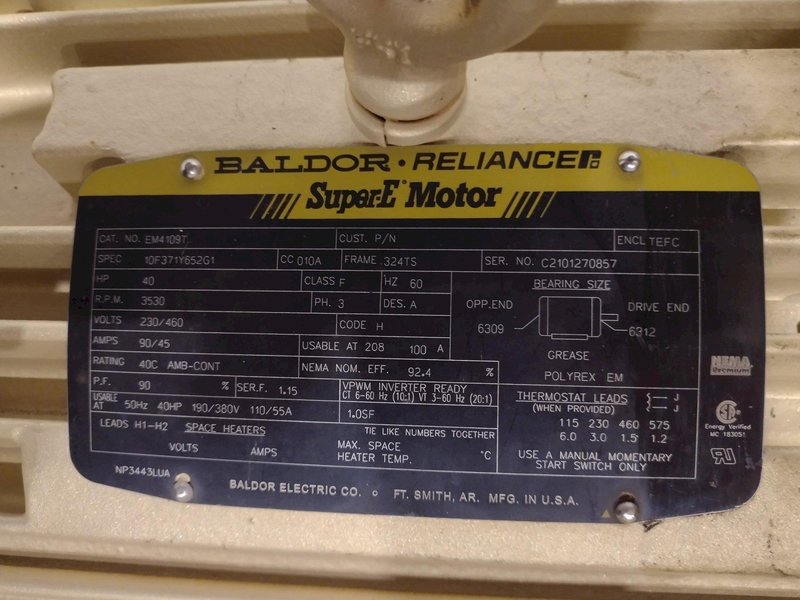 BALDOR • RELIANCE
Super-E Motor
CAT. NO. EM4109T CUST. P/N ENCL TEFC
SPEC 10F371Y652G1 CC 010A FRAME 324TS SER. NO. C2101270857
HP 40 CLASS F HZ 60
R.P.M. 3530 PH. 3 DES. A
VOLTS 230/460 CODE H
AMPS 90/45 USABLE AT 208 100 A
RATING 40C AMB-CONT NEMA NOM. EFF. 92.4 %
P.F. 90 % SER.F. 1.15 VPWM INVERTER READY
CT 6-60 Hz (10:1) VT 3-60 Hz (20:1)
USABLE AT 50Hz 40HP 190/380V 110/55A 1.0SF
LEADS H1-H2 SPACE HEATERS TIE LIKE NUMBERS TOGETHER
VOLTS AMPS MAX. SPACE HEATER TEMP. °C
BEARING SIZE
OPP.END DRIVE END
6309 6312
GREASE
POLYREX EM
THERMOSTAT LEADS J
(WHEN PROVIDED) J
115 230 460 575
6.0 3.0 1.5 1.2
USE A MANUAL MOMENTARY
START SWITCH ONLY
NEMA
Premium
Energy Verified
MC 183051
NP3443LUA
BALDOR ELECTRIC CO. FT. SMITH, AR. MFG. IN U.S.A.